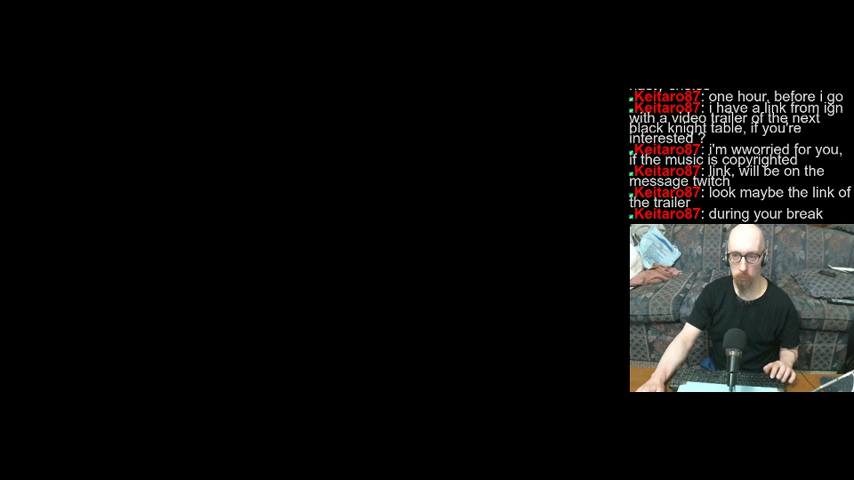 Keitaro87: one hour, before i go
Keitaro87: i have a link from ign
with a video trailer of the next
black knight table, if you're
interested ?
Keitaro87: i'm wworried for you,
if the music is copyrighted
Keitaro87: link, will be on the
message twitch
Keitaro87: look maybe the link of
the trailer
Keitaro87: during your break